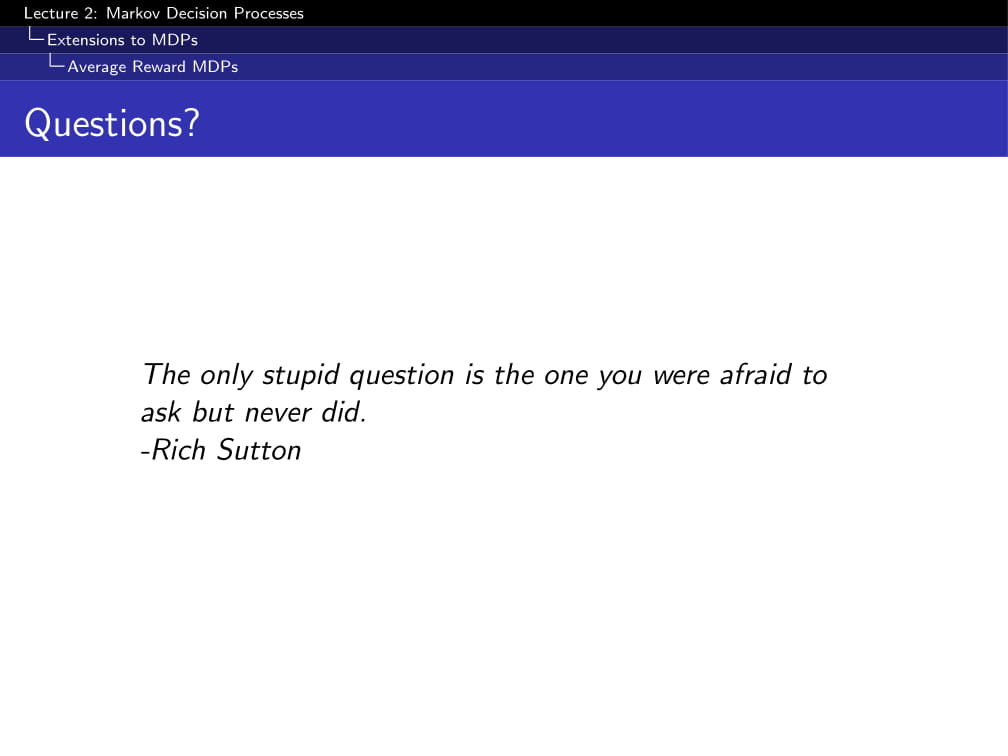 Lecture 2: Markov Decision Processes
Extensions to MDPs
Average Reward MDPs
Questions?
The only stupid question is the one you were afraid to
ask but never did.
-Rich Sutton